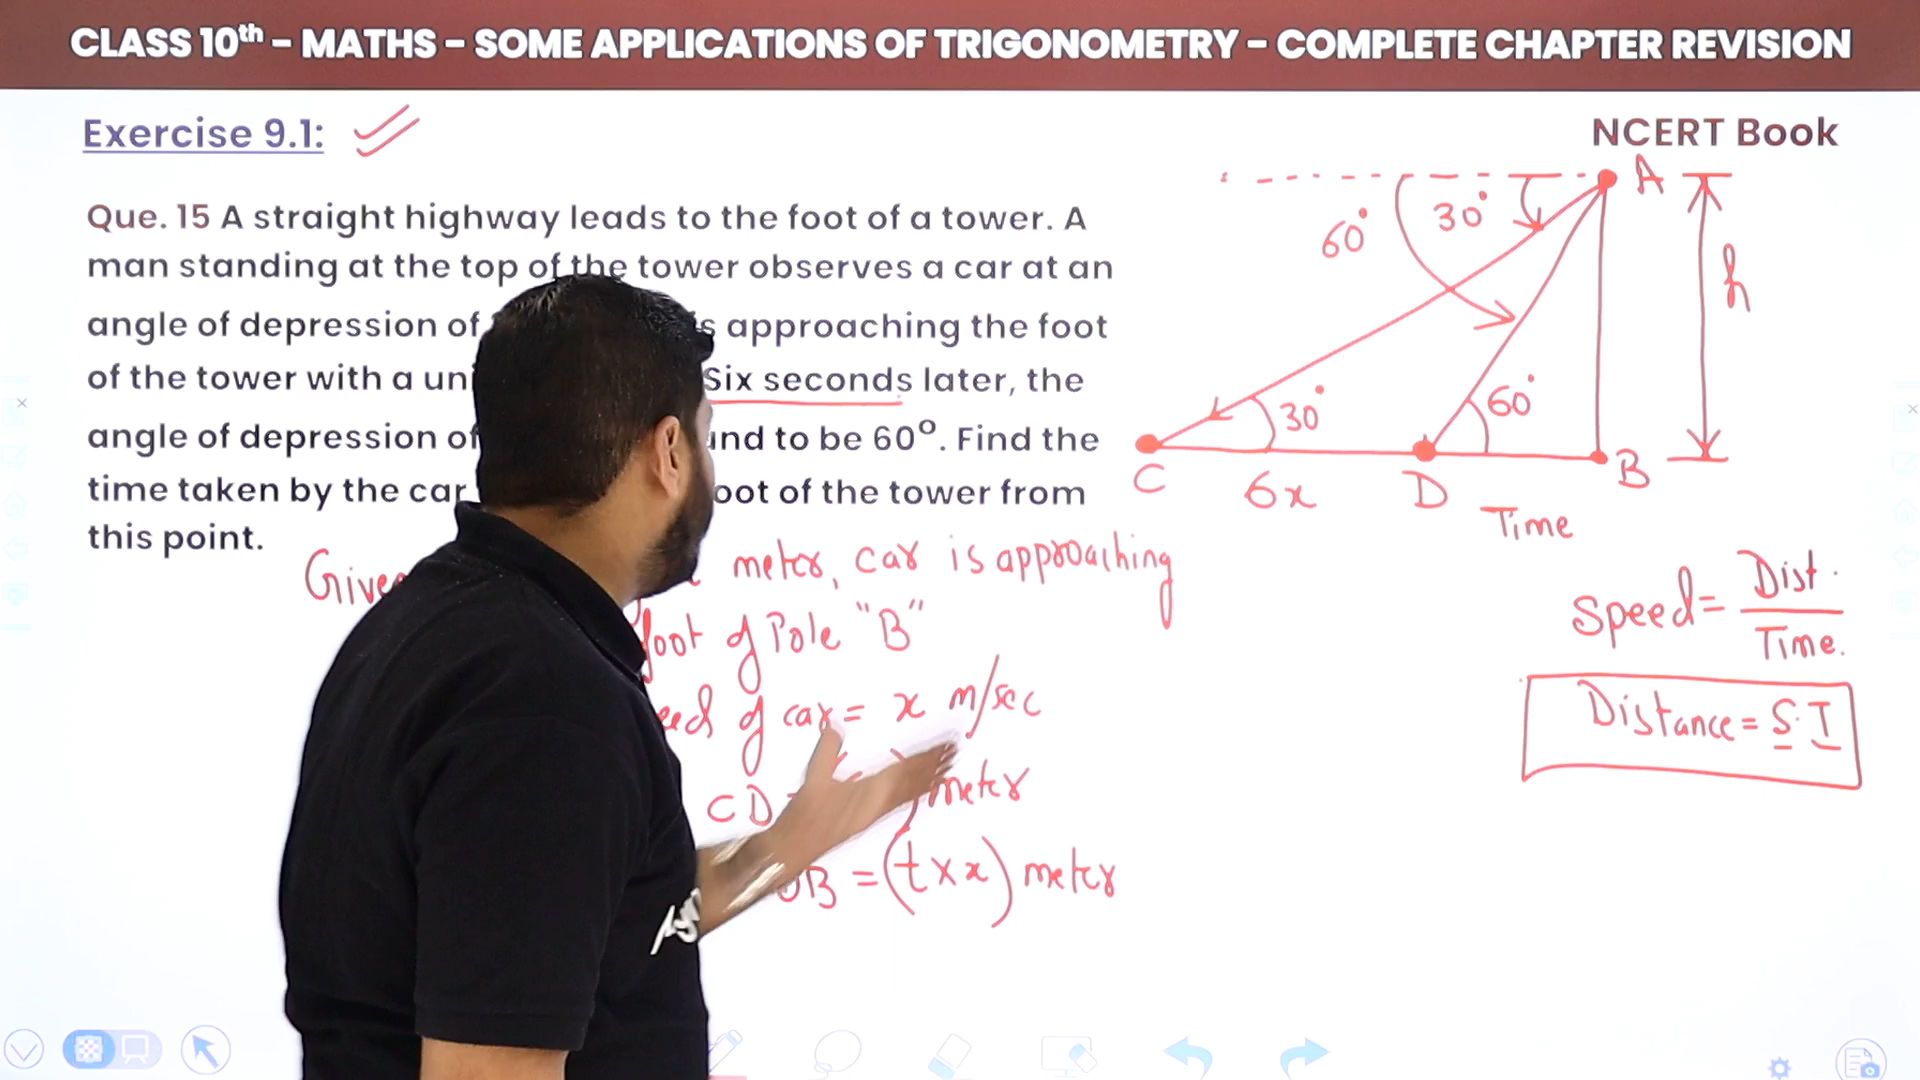 CLASS 10th - MATHS - SOME APPLICATIONS OF TRIGONOMETRY - COMPLETE CHAPTER REVISION
Exercise 9.1:
NCERT Book
Que. 15 A straight highway leads to the foot of a tower. A
man standing at the top of the tower observes a car at an
angle of depression of s approaching the foot
of the tower with a uni Six seconds later, the
angle of depression of und to be 60°. Find the
time taken by the car oot of the tower from
this point.
A
60° 30°
h
30° 60°
C 6x D B
Time
Give meter, car is approaching
foot of Pole "B"
eed of car = x m/sec
CD meter
DB = (t × x) meter
Speed = Dist.
Time.
Distance = S.T